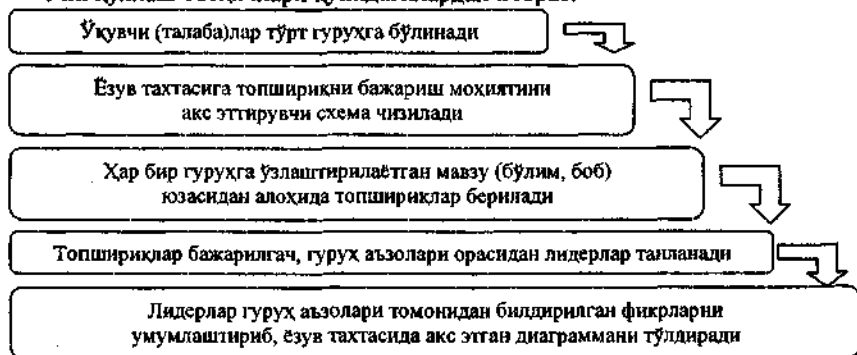 Ўқувчи (талаба)лар тўрт гуруҳга бўлинади
Ёзув тахтасига топшириқни бажариш моҳиятини
акс эттирувчи схема чизилади
Ҳар бир гуруҳга ўзлаштирилаётган мавзу (бўлим, боб)
юзасидан алоҳида топшириқлар берилади
Топшириқлар бажарилгач, гуруҳ аъзолари орасидан лидерлар танланади
Лидерлар гуруҳ аъзолари томонидан билдирилган фикрларни
умумлаштириб, ёзув тахтасида акс этган диаграммани тўлдиради